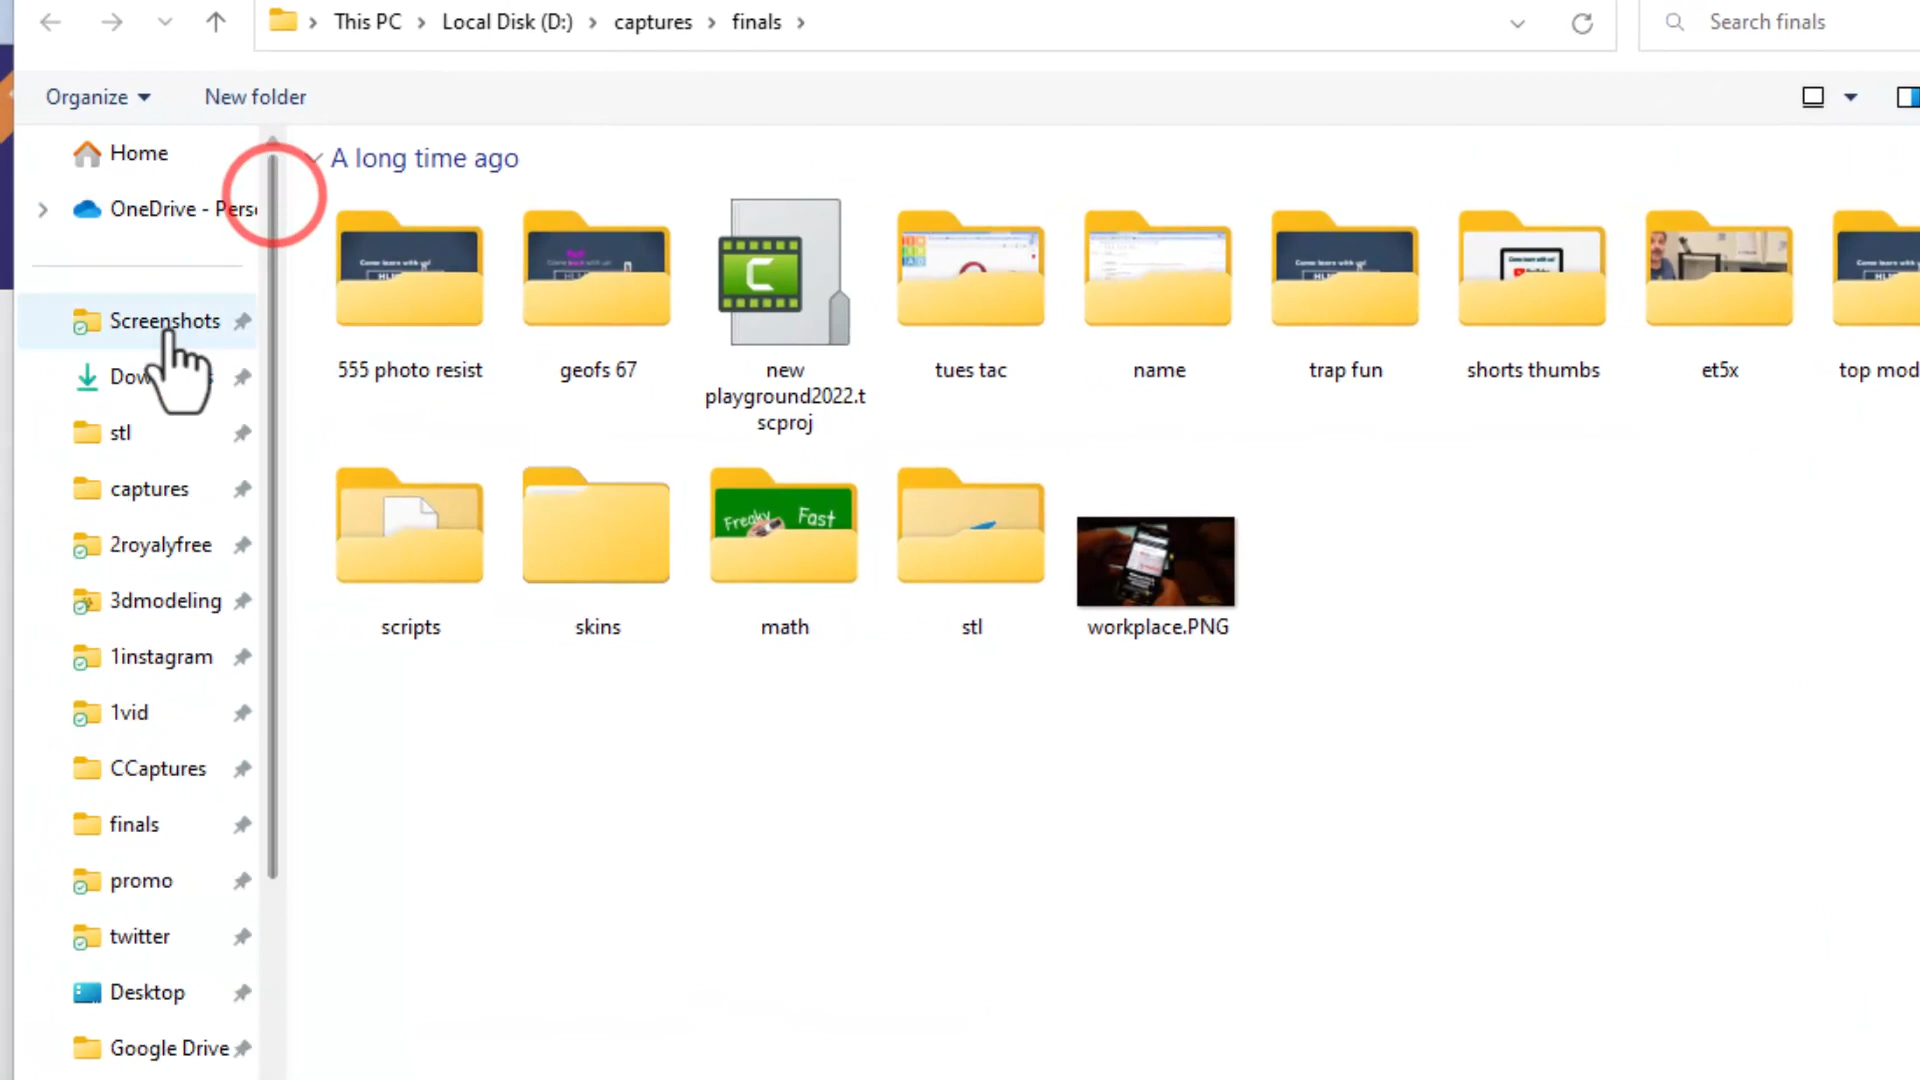 This PC > Local Disk (D:) > captures > finals >
Search finals
Organize
New folder
Home
OneDrive - Pers
Screenshots
stl
captures
2royalyfree
3dmodeling
1instagram
1vid
CCaptures
finals
promo
twitter
Desktop
Google Drive
A long time ago
555 photo resist
geofs 67
new
playground2022.t
scproj
tues tac
name
trap fun
shorts thumbs
et5x
top mod
scripts
skins
Freaky Fast
math
stl
workplace.PNG